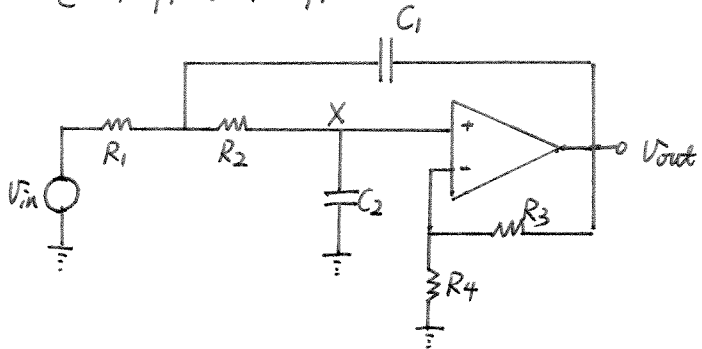 C₁
X
+
R₁
R₂
Vout
-
Vin
C₂
R₃
R₄